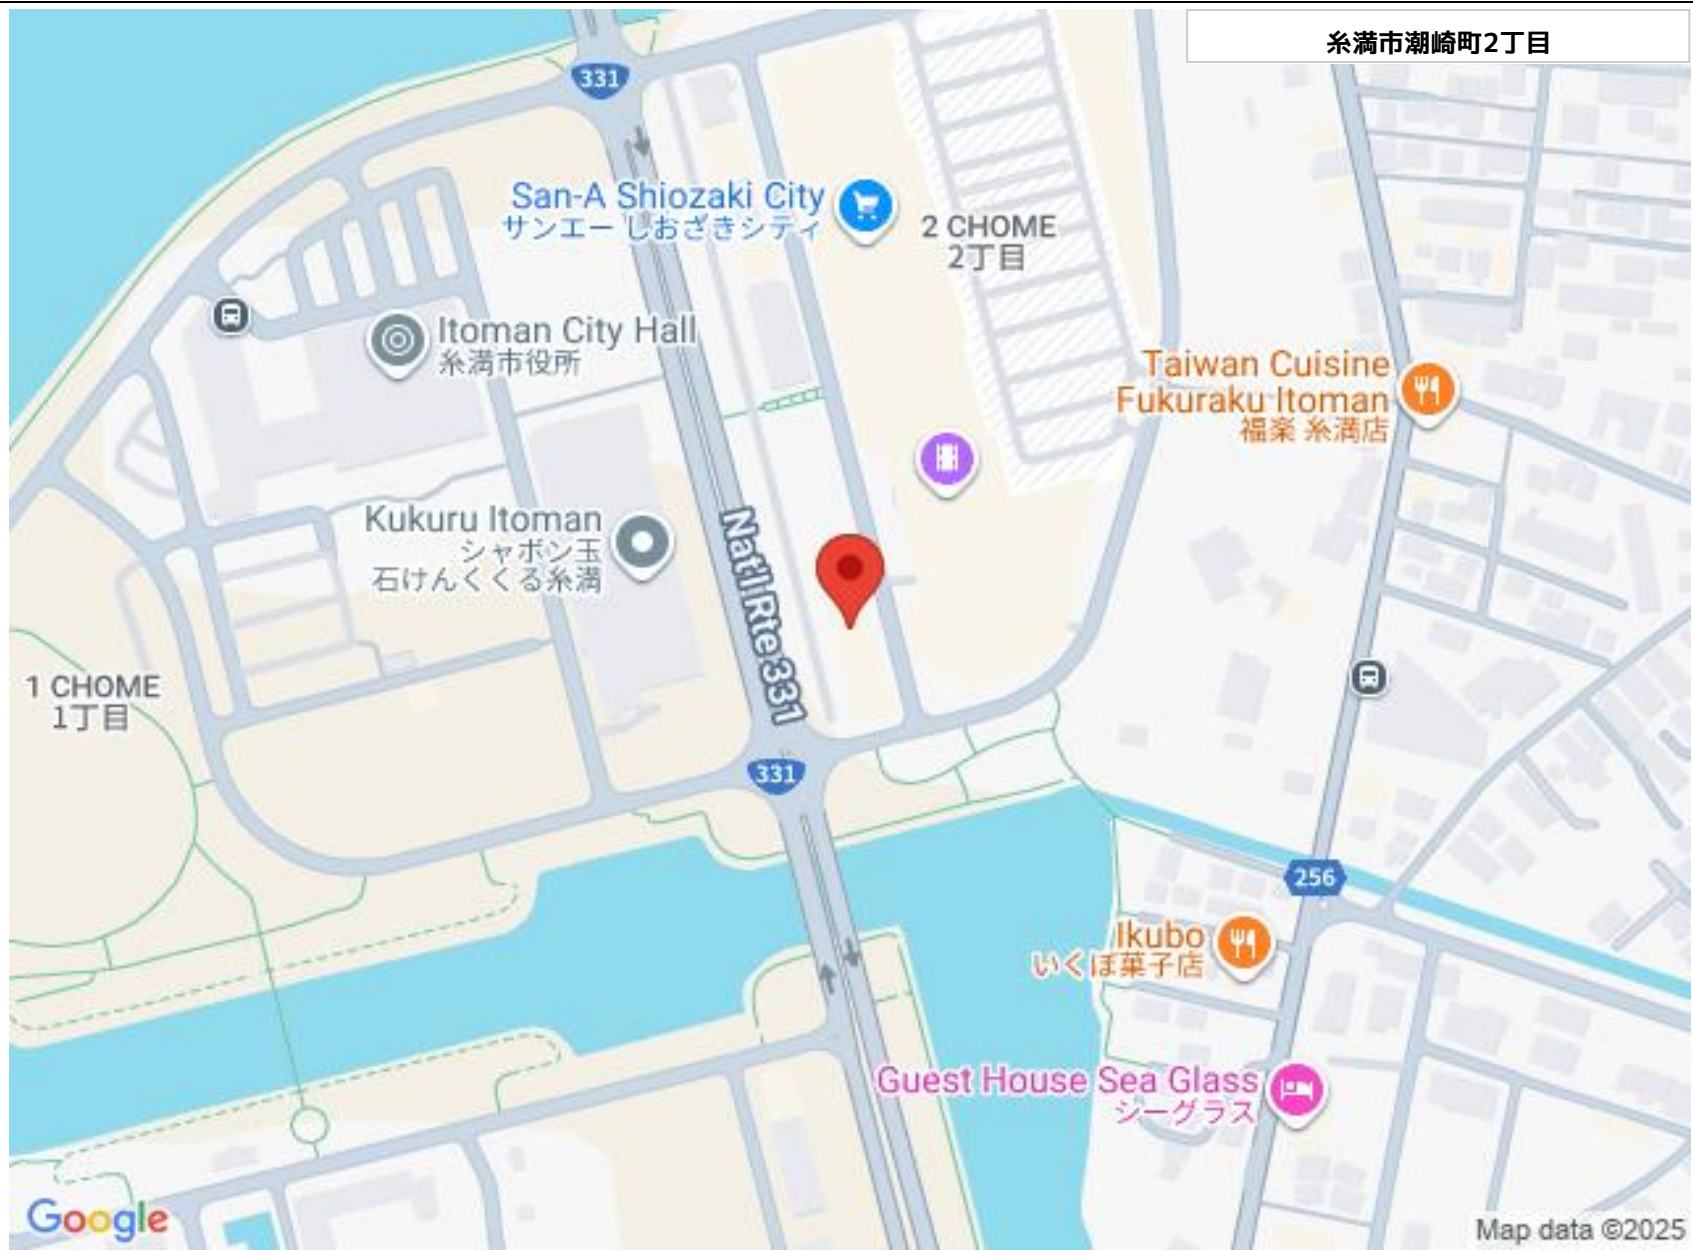 糸満市潮崎町2丁目
331
San-A Shiozaki City
サンエー しおざきシティ
2 CHOME
2丁目
Itoman City Hall
糸満市役所
Taiwan Cuisine
Fukuraku Itoman
福楽 糸満店
Kukuru Itoman
シャボン玉
石けんくくる糸満
Nat'l Rte 331
1 CHOME
1丁目
331
256
Ikubo
いくぼ菓子店
Guest House Sea Glass
シーグラス
Google
Map data ©2025